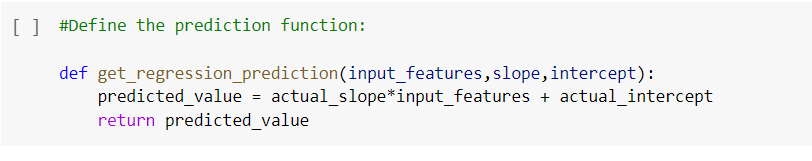 [ ] #Define the prediction function:
def get_regression_prediction(input_features,slope,intercept):
predicted_value = actual_slope*input_features + actual_intercept
return predicted_value